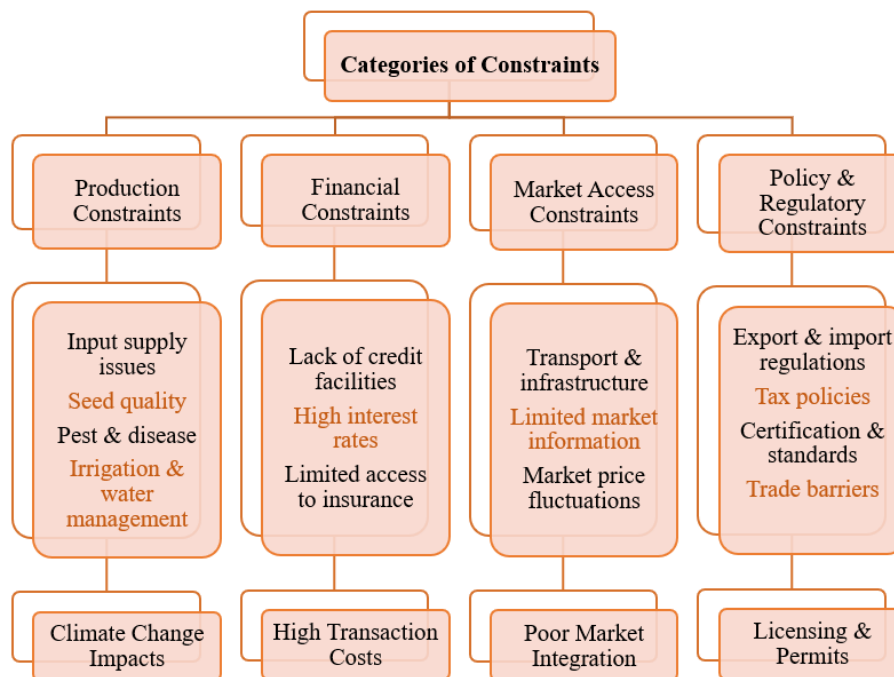 Categories of Constraints
Production
Constraints
Financial
Constraints
Market Access
Constraints
Policy &
Regulatory
Constraints
Input supply
issues
Seed quality
Pest & disease
Irrigation &
water
management
Lack of credit
facilities
High interest
rates
Limited access
to insurance
Transport &
infrastructure
Limited market
information
Market price
fluctuations
Export & import
regulations
Tax policies
Certification &
standards
Trade barriers
Climate Change
Impacts
High Transaction
Costs
Poor Market
Integration
Licensing &
Permits